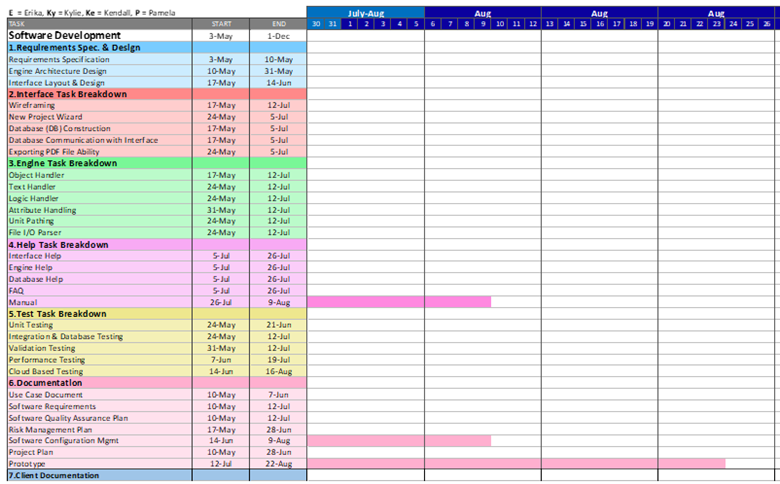 E = Erika, Ky = Kylie, Ke = Kendall, P = Pamela July-Aug Aug Aug Aug
TASK START END 30 31 1 2 3 4 5 6 7 8 9 10 11 12 13 14 15 16 17 18 19 20 21 22 23 24 25 26
Software Development 3-May 1-Dec
1.Requirements Spec. & Design
Requirements Specification 3-May 10-May
Engine Architecture Design 10-May 31-May
Interface Layout & Design 17-May 14-Jun
2.Interface Task Breakdown
Wireframing 17-May 12-Jul
New Project Wizard 24-May 5-Jul
Database (DB) Construction 17-May 5-Jul
Database Communication with Interface 17-May 5-Jul
Exporting PDF File Ability 24-May 5-Jul
3.Engine Task Breakdown
Object Handler 17-May 12-Jul
Text Handler 24-May 12-Jul
Logic Handler 24-May 12-Jul
Attribute Handling 31-May 12-Jul
Unit Pathing 24-May 12-Jul
File I/O Parser 24-May 12-Jul
4.Help Task Breakdown
Interface Help 5-Jul 26-Jul
Engine Help 5-Jul 26-Jul
Database Help 5-Jul 26-Jul
FAQ 5-Jul 26-Jul
Manual 26-Jul 9-Aug
5.Test Task Breakdown
Unit Testing 24-May 21-Jun
Integration & Database Testing 24-May 12-Jul
Validation Testing 31-May 12-Jul
Performance Testing 7-Jun 19-Jul
Cloud Based Testing 14-Jun 16-Aug
6.Documentation
Use Case Document 10-May 7-Jun
Software Requirements 10-May 12-Jul
Software Quality Assurance Plan 10-May 12-Jul
Risk Management Plan 17-May 28-Jun
Software Configuration Mgmt 14-Jun 9-Aug
Project Plan 10-May 28-Jun
Prototype 12-Jul 22-Aug
7.Client Documentation